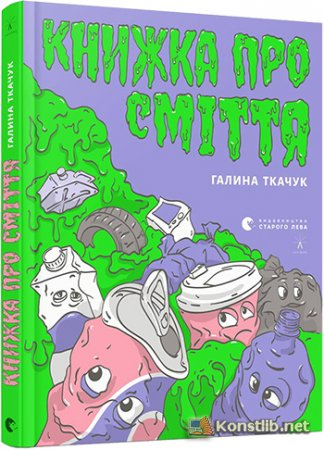 КНИЖКА ПРО
СМІТТЯ
ГАЛИНА ТКАЧУК
ВИДАВНИЦТВО
СТАРОГО ЛЕВА
КНИЖКА ПРО СМІТТЯ
ГАЛИНА ТКАЧУК
Konstlib.net